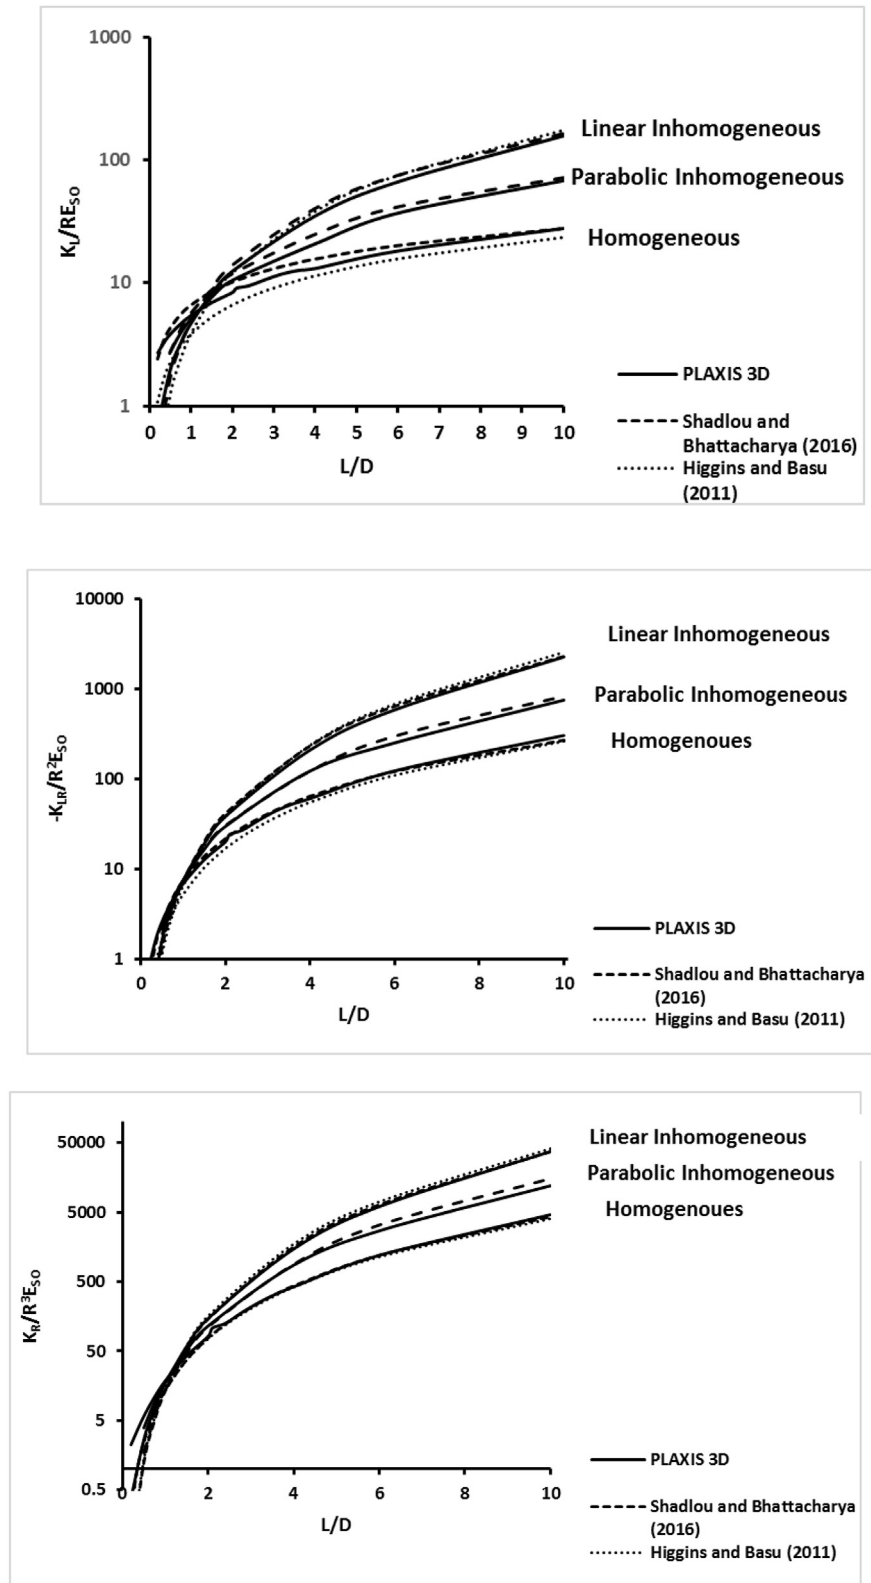 1000
Linear Inhomogeneous
100
Parabolic Inhomogeneous
Homogeneous
10
1
K_L/RE_SO
0 1 2 3 4 5 6 7 8 9 10
L/D
PLAXIS 3D
Shadlou and
Bhattacharya (2016)
Higgins and Basu
(2011)
10000
Linear Inhomogeneous
1000
Parabolic Inhomogeneous
Homogenoues
100
10
1
-K_LR/R²E_SO
0 2 4 6 8 10
L/D
PLAXIS 3D
Shadlou and Bhattacharya
(2016)
Higgins and Basu (2011)
50000
Linear Inhomogeneous
Parabolic Inhomogeneous
5000
Homogenoues
500
50
5
0.5
K_R/R³E_SO
0 2 4 6 8 10
L/D
PLAXIS 3D
Shadlou and Bhattacharya
(2016)
Higgins and Basu (2011)